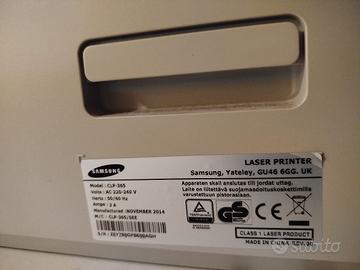 LASER PRINTER
SAMSUNG
Samsung, Yateley, GU46 6GG. UK
Model : CLP-365
Volts : AC 220-240 V
Hertz : 50/60 Hz
Amps : 3 A
Manufactured : NOVEMBER 2014
M/C : CLP-365/SEE
S/N :
Apparaten skall anslutas till jordat uttag.
Laite on liitettävä suojamaadoituskoskettimilla
varustettuun pistorasiaan.
CLASS 1 LASER PRODUCT
MADE IN CHINA
subito